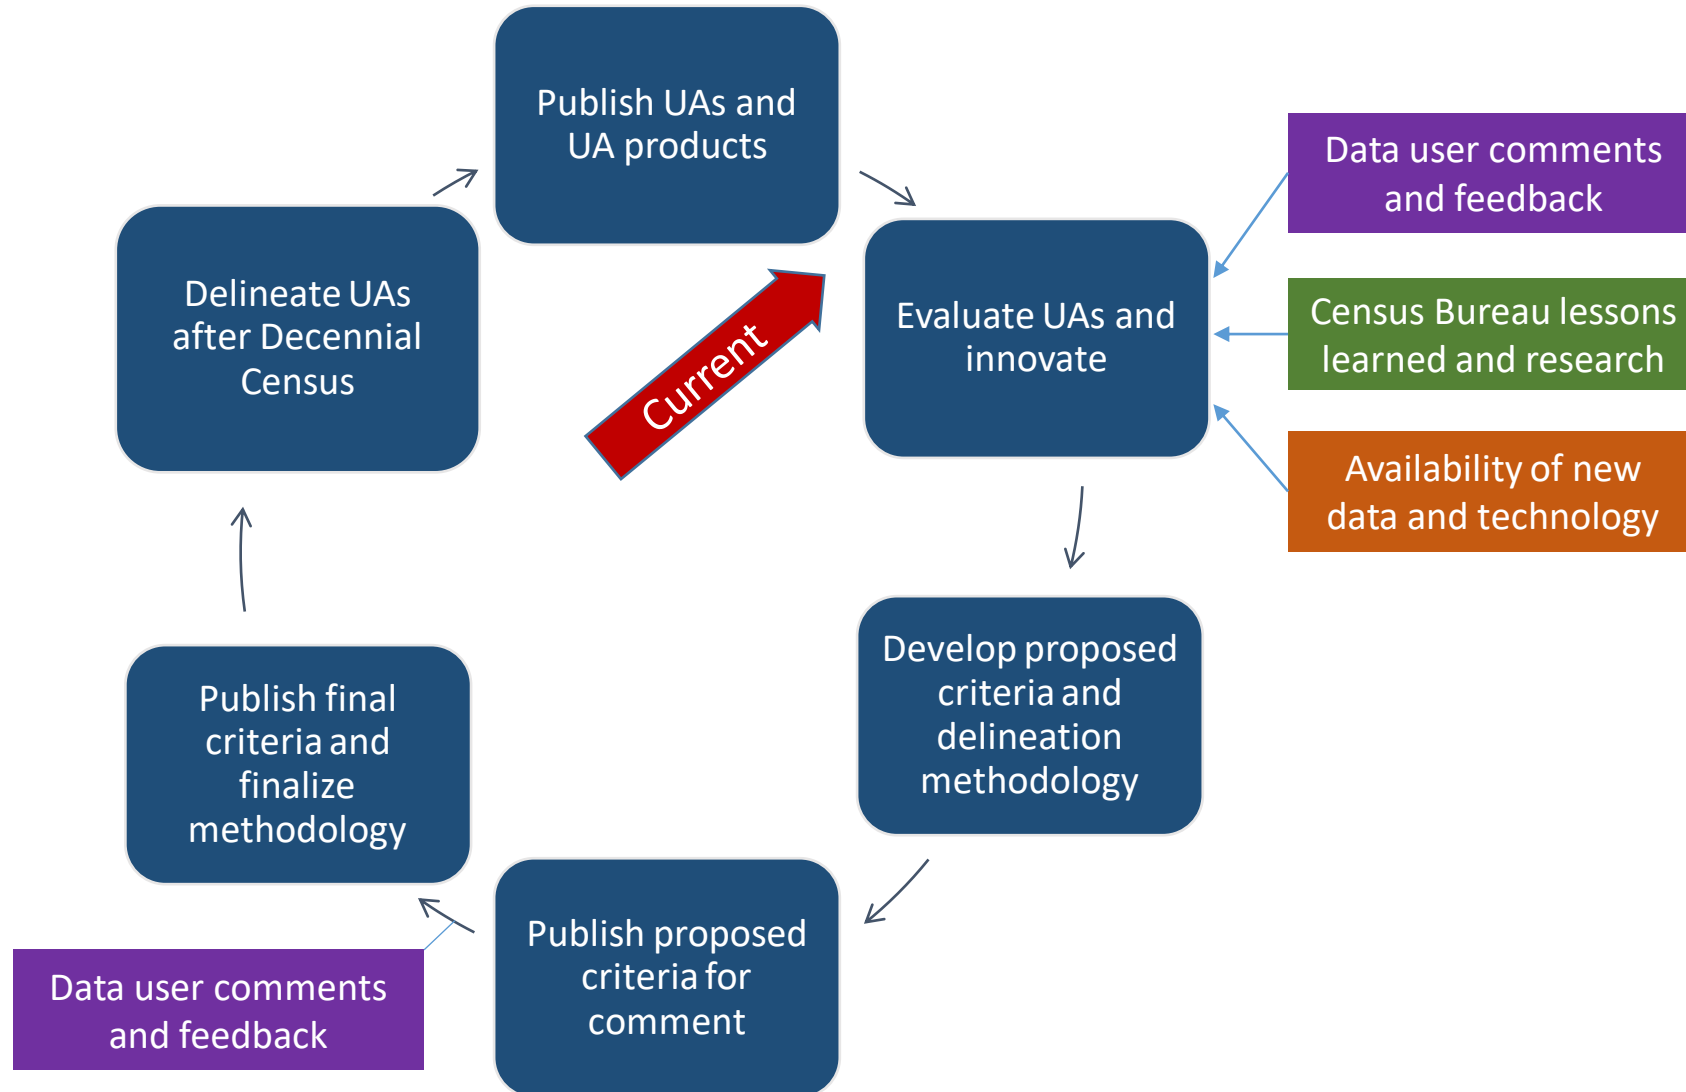 Publish UAs and
UA products
Data user comments
and feedback
Delineate UAs
after Decennial
Census
Current
Evaluate UAs and
innovate
Census Bureau lessons
learned and research
Availability of new
data and technology
Develop proposed
criteria and
delineation
methodology
Publish final
criteria and
finalize
methodology
Publish proposed
criteria for
comment
Data user comments
and feedback